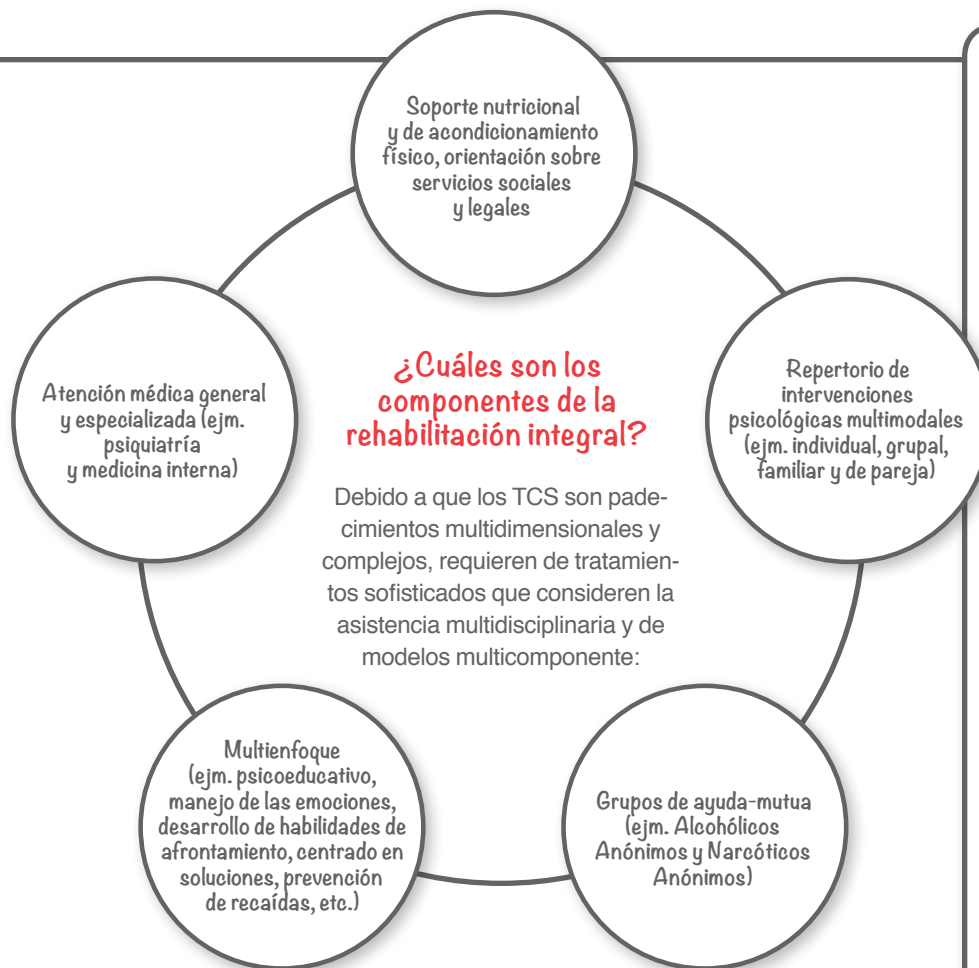 Soporte nutricional
y de acondicionamiento
físico, orientación sobre
servicios sociales
y legales
Atención médica general
y especializada (ejm.
psiquiatría
y medicina interna)
¿Cuáles son los
componentes de la
rehabilitación integral?
Debido a que los TCS son pade-
cimientos multidimensionales y
complejos, requieren de tratamien-
tos sofisticados que consideren la
asistencia multidisciplinaria y de
modelos multicomponente:
Repertorio de
intervenciones
psicológicas multimodales
(ejm. individual, grupal,
familiar y de pareja)
Multienfoque
(ejm. psicoeducativo,
manejo de las emociones,
desarrollo de habilidades de
afrontamiento, centrado en
soluciones, prevención
de recaídas, etc.)
Grupos de ayuda-mutua
(ejm. Alcohólicos
Anónimos y Narcóticos
Anónimos)